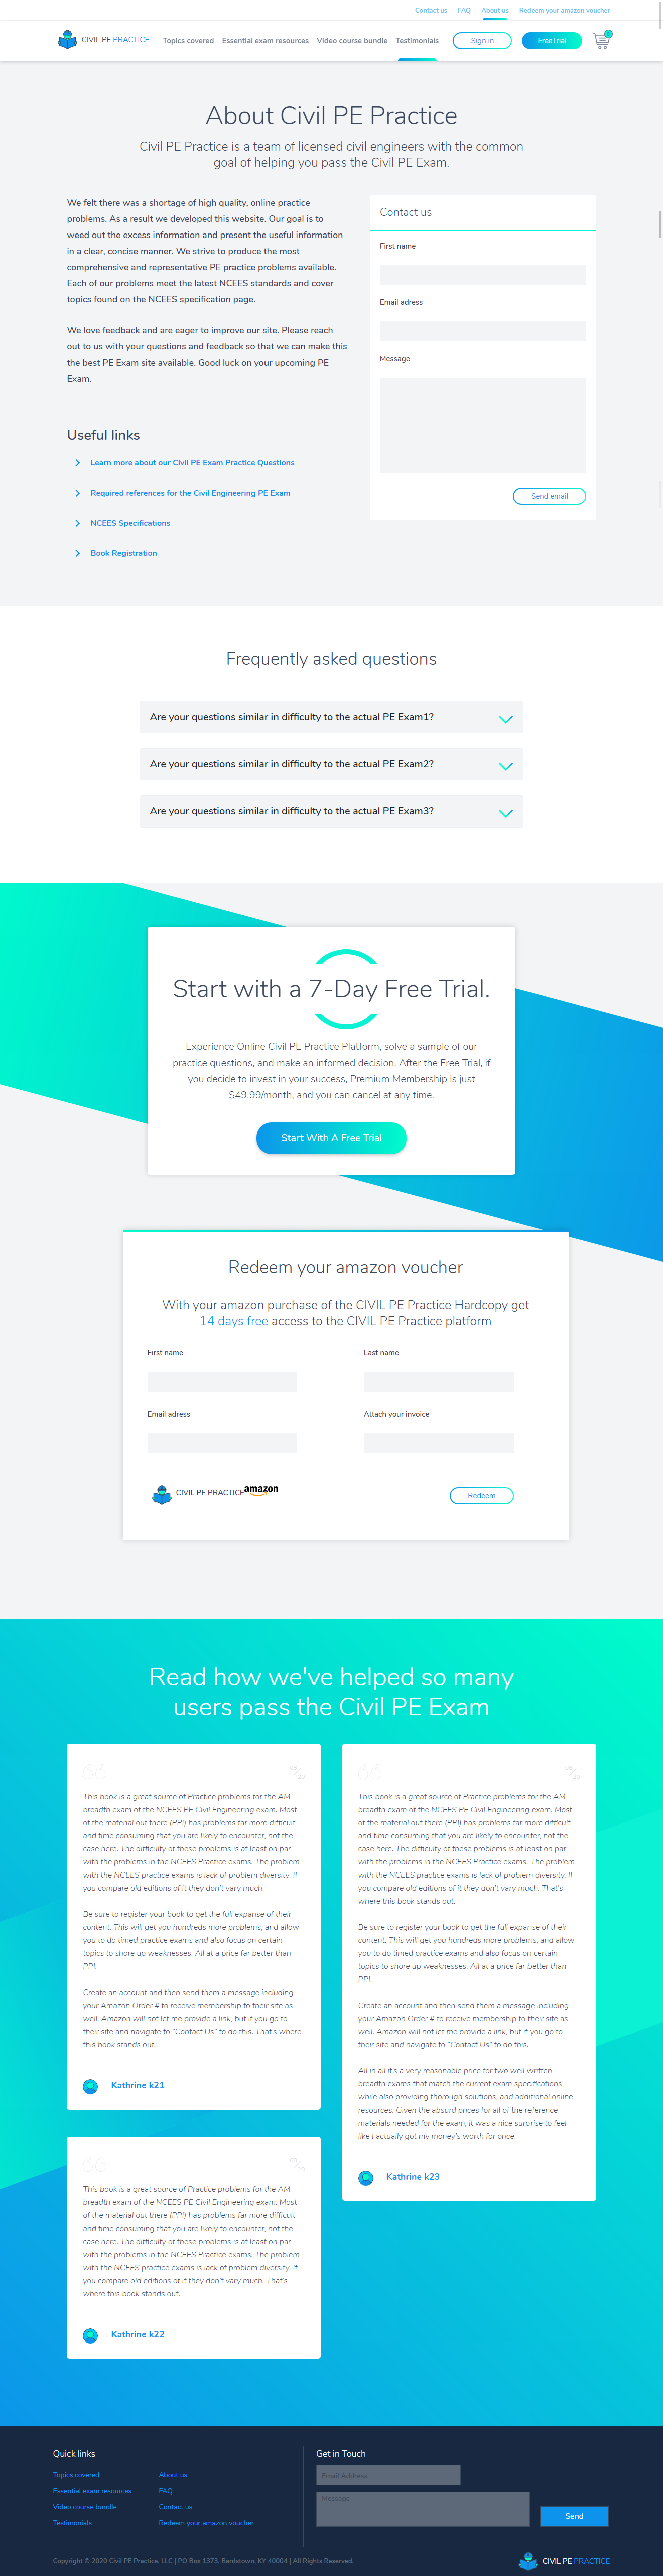 Contact us FAQ About us Redeem your amazon voucher
CIVIL PE PRACTICE Topics covered Essential exam resources Video course bundle Testimonials Sign in FreeTrial
About Civil PE Practice
Civil PE Practice is a team of licensed civil engineers with the common
goal of helping you pass the Civil PE Exam.
We felt there was a shortage of high quality, online practice
problems. As a result we developed this website. Our goal is to
weed out the excess information and present the useful information
in a clear, concise manner. We strive to produce the most
comprehensive and representative PE practice problems available.
Each of our problems meet the latest NCEES standards and cover
topics found on the NCEES specification page.
We love feedback and are eager to improve our site. Please reach
out to us with your questions and feedback so that we can make this
the best PE Exam site available. Good luck on your upcoming PE
Exam.
Useful links
Learn more about our Civil PE Exam Practice Questions
Required references for the Civil Engineering PE Exam
NCEES Specifications
Book Registration
Contact us
First name
Email adress
Message
Send email
Frequently asked questions
Are your questions similar in difficulty to the actual PE Exam1?
Are your questions similar in difficulty to the actual PE Exam2?
Are your questions similar in difficulty to the actual PE Exam3?
Start with a 7-Day Free Trial.
Experience Online Civil PE Practice Platform, solve a sample of our
practice questions, and make an informed decision. After the Free Trial, if
you decide to invest in your success, Premium Membership is just
$49.99/month, and you can cancel at any time.
Start With A Free Trial
Redeem your amazon voucher
With your amazon purchase of the CIVIL PE Practice Hardcopy get
14 days free access to the CIVIL PE Practice platform
First name Last name
Email adress Attach your invoice
CIVIL PE PRACTICE amazon Redeem
Read how we've helped so many
users pass the Civil PE Exam
This book is a great source of Practice problems for the AM
breadth exam of the NCEES PE Civil Engineering exam. Most
of the material out there (PPI) has problems far more difficult
and time consuming that you are likely to encounter, not the
case here. The difficulty of these problems is at least on par
with the problems in the NCEES Practice exams. The problem
with the NCEES practice exams is lack of problem diversity. If
you compare old editions of it they don't vary much.
Be sure to register your book to get the full expanse of their
content. This will get you hundreds more problems, and allow
you to do timed practice exams and also focus on certain
topics to shore up weaknesses. All at a price far better than
PPI.
Create an account and then send them a message including
your Amazon Order # to receive membership to their site as
well. Amazon will not let me provide a link, but if you go to
their site and navigate to "Contact Us" to do this. That's where
this book stands out.
Kathrine k21
This book is a great source of Practice problems for the AM
breadth exam of the NCEES PE Civil Engineering exam. Most
of the material out there (PPI) has problems far more difficult
and time consuming that you are likely to encounter, not the
case here. The difficulty of these problems is at least on par
with the problems in the NCEES Practice exams. The problem
with the NCEES practice exams is lack of problem diversity. If
you compare old editions of it they don't vary much. That's
where this book stands out.
Kathrine k22
This book is a great source of Practice problems for the AM
breadth exam of the NCEES PE Civil Engineering exam. Most
of the material out there (PPI) has problems far more difficult
and time consuming that you are likely to encounter, not the
case here. The difficulty of these problems is at least on par
with the problems in the NCEES Practice exams. The problem
with the NCEES practice exams is lack of problem diversity. If
you compare old editions of it they don't vary much. That's
where this book stands out.
Be sure to register your book to get the full expanse of their
content. This will get you hundreds more problems, and allow
you to do timed practice exams and also focus on certain
topics to shore up weaknesses. All at a price far better than
PPI.
Create an account and then send them a message including
your Amazon Order # to receive membership to their site as
well. Amazon will not let me provide a link, but if you go to
their site and navigate to "Contact Us" to do this.
All in all it's a very reasonable price for two well written
breadth exams that match the current exam specifications,
while also providing thorough solutions, and additional online
resources. Given the absurd prices for all of the reference
materials needed for the exam, it was a nice surprise to feel
like I actually got my money's worth for once.
Kathrine k23
Quick links
Topics covered About us
Essential exam resources FAQ
Video course bundle Contact us
Testimonials Redeem your amazon voucher
Get in Touch
Email Address
Message
Send
Copyright © 2020 Civil PE Practice, LLC | PO Box 1373, Bardstown, KY 40004 | All Rights Reserved.
CIVIL PE PRACTICE